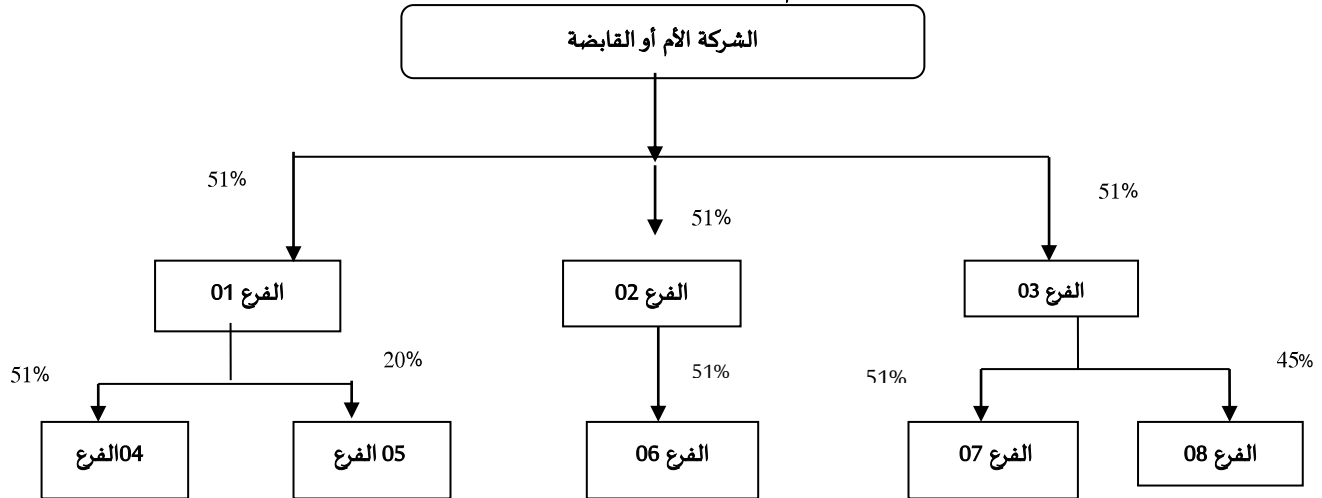 الشركة الأم أو القابضة
51%
51%
51%
الفرع 01
الفرع 02
الفرع 03
51%
20%
51%
51%
45%
04الفرع
05 الفرع
الفرع 06
الفرع 07
الفرع 08